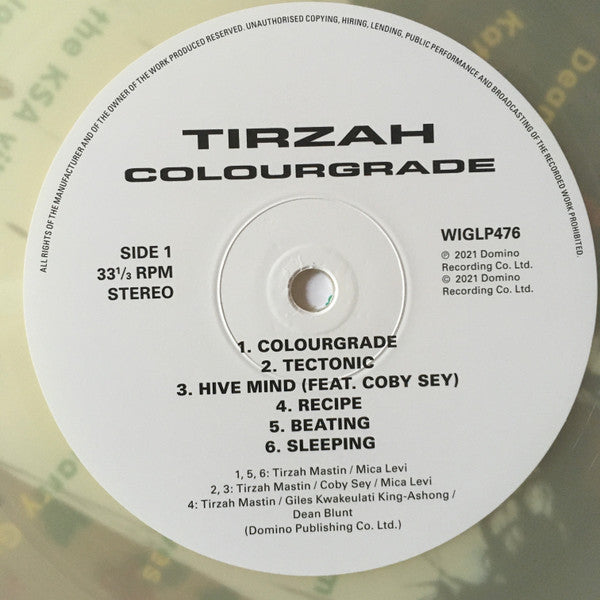 ALL RIGHTS OF THE MANUFACTURER AND OF THE OWNER OF THE WORK PRODUCED RESERVED. UNAUTHORISED COPYING, HIRING, LENDING, PUBLIC PERFORMANCE AND BROADCASTING OF THE RECORDED WORK PROHIBITED.
TIRZAH
COLOURGRADE
SIDE 1
33⅓ RPM
STEREO
WIGLP476
℗ 2021 Domino
Recording Co. Ltd.
© 2021 Domino
Recording Co. Ltd.
1. COLOURGRADE
2. TECTONIC
3. HIVE MIND (FEAT. COBY SEY)
4. RECIPE
5. BEATING
6. SLEEPING
1, 5, 6: Tirzah Mastin / Mica Levi
2, 3: Tirzah Mastin / Coby Sey / Mica Levi
4: Tirzah Mastin / Giles Kwakeulati King-Ashong /
Dean Blunt
(Domino Publishing Co. Ltd.)
the KSA
Dean